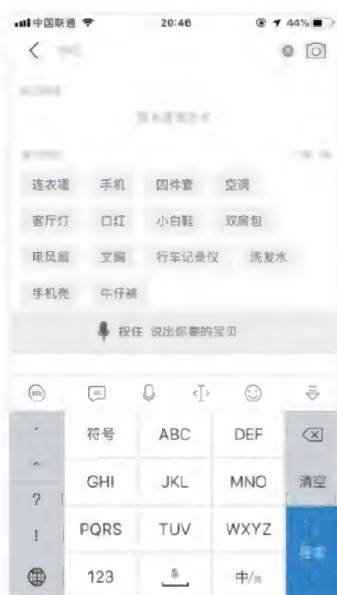 中国联通 20:46 44%
连衣裙 手机 四件套 空调
客厅灯 口红 小白鞋 双肩包
电风扇 文胸 行车记录仪 洗发水
手机壳 牛仔裤
按住 说出你要的宝贝
符号 ABC DEF
GHI JKL MNO 清空
? PQRS TUV WXYZ
!
123 中/英